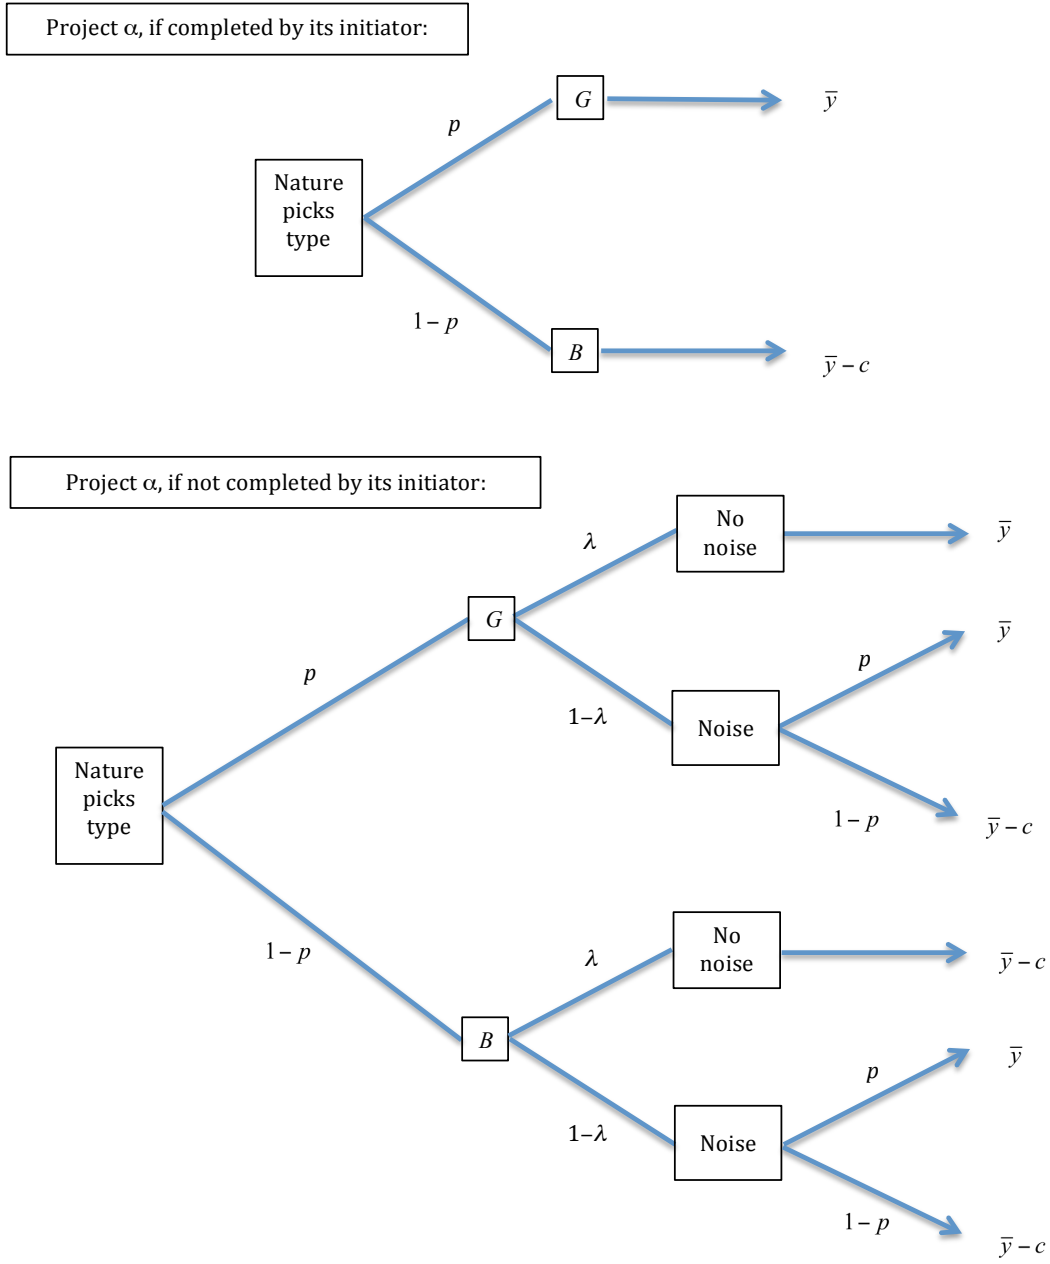 Project α, if completed by its initiator:
G
ȳ
p
Nature
picks
type
1 – p
B
ȳ – c
Project α, if not completed by its initiator:
No
noise
ȳ
λ
G
ȳ
p
p
1–λ
Noise
Nature
picks
type
1 – p
ȳ – c
No
noise
1 – p
λ
ȳ – c
B
ȳ
p
1–λ
Noise
1 – p
ȳ – c